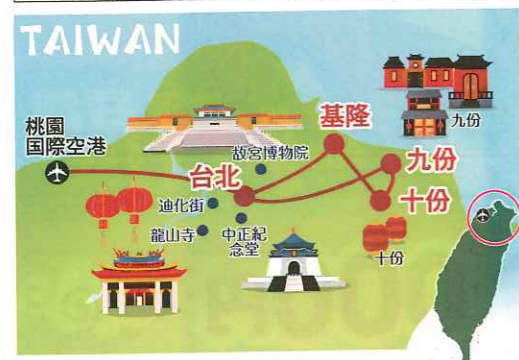 TAIWAN
桃園
国際空港
故宮博物院
基隆
九份
九份
台北
十份
迪化街
龍山寺
中正紀
念堂
十份